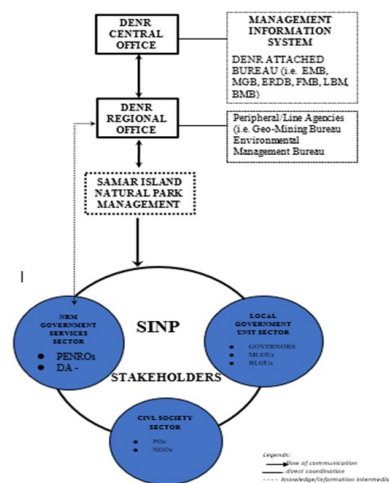 DENR
CENTRAL
OFFICE
MANAGEMENT
INFORMATION
SYSTEM
DENR ATTACHED
BUREAU (i.e. EMB,
MGB, ERDB, FMB, LBM,
BMB)
DENR
REGIONAL
OFFICE
Peripheral/Line Agencies
(i.e. Geo-Mining Bureau
Environmental
Management Bureau
SAMAR ISLAND
NATURAL PARK
MANAGEMENT
NRM
GOVERNMENT
SERVICES
SECTOR
PENROs
DA -
SINP
STAKEHOLDERS
LOCAL
GOVERNMENT
UNIT SECTOR
GOVERNORS
MLGUs
BLGUs
CIVIL SOCIETY
SECTOR
POs
NGOs
Legends:
flow of communication
direct coordination
Knowledge/information intermedia